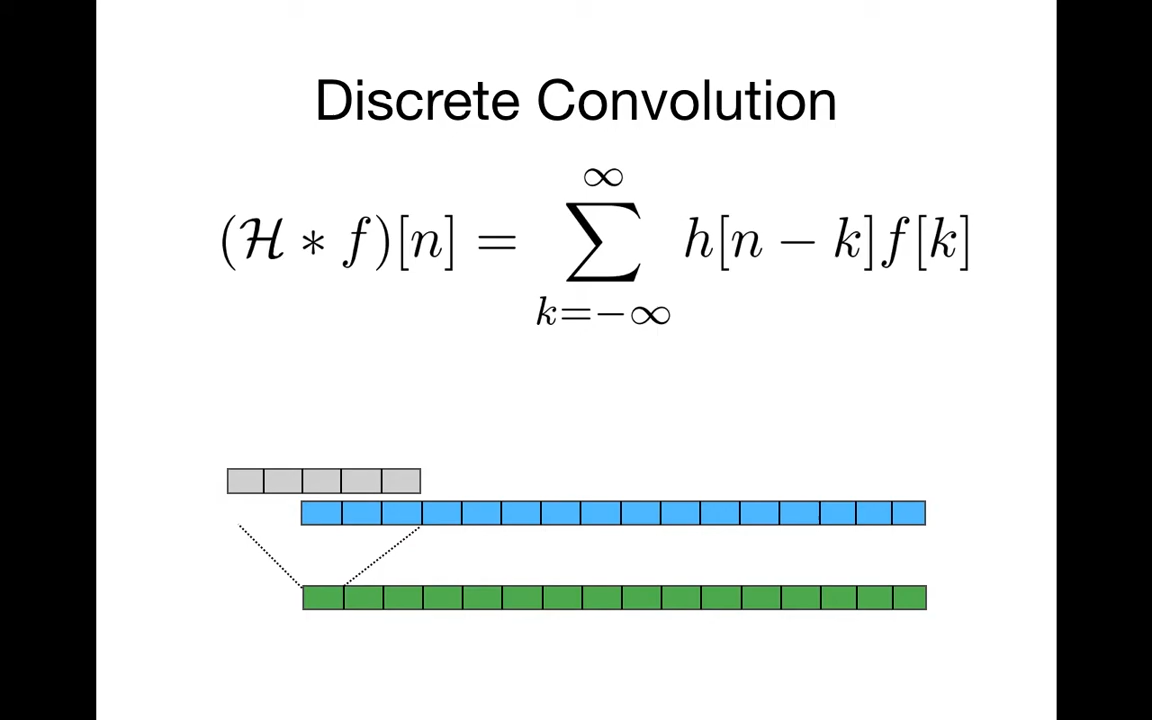 Discrete Convolution
(ℋ ∗ f)[n] = ∑_{k=−∞}^{∞} h[n − k]f[k]